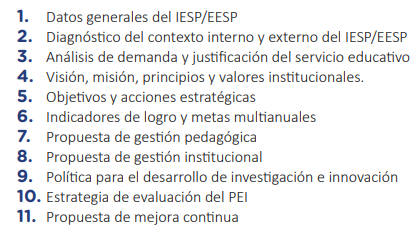 1. Datos generales del IESP/EESP
2. Diagnóstico del contexto interno y externo del IESP/EESP
3. Análisis de demanda y justificación del servicio educativo
4. Visión, misión, principios y valores institucionales.
5. Objetivos y acciones estratégicas
6. Indicadores de logro y metas multianuales
7. Propuesta de gestión pedagógica
8. Propuesta de gestión institucional
9. Política para el desarrollo de investigación e innovación
10. Estrategia de evaluación del PEI
11. Propuesta de mejora continua